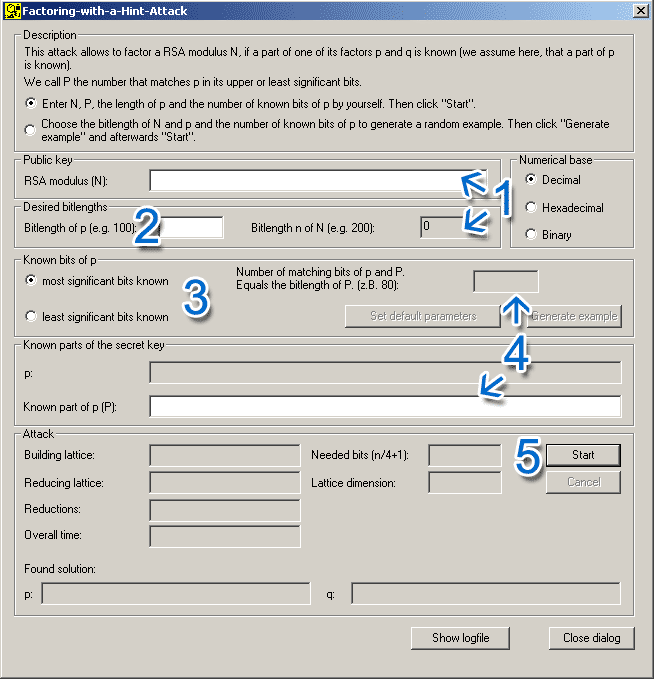 Factoring-with-a-Hint-Attack
Description
This attack allows to factor a RSA modulus N, if a part of one of its factors p and q is known (we assume here, that a part of p
is known).
We call P the number that matches p in its upper or least significant bits.
Enter N, P, the length of p and the number of known bits of p by yourself. Then click "Start".
Choose the bitlength of N and p and the number of known bits of p to generate a random example. Then click "Generate
example" and afterwards "Start".
Public key
RSA modulus (N):
1
Numerical base
Decimal
Hexadecimal
Binary
Desired bitlengths
Bitlength of p (e.g. 100):
2
Bitlength n of N (e.g. 200):
0
Known bits of p
most significant bits known
least significant bits known
3
Number of matching bits of p and P.
Equals the bitlength of P. (z.B. 80):
Set default parameters
Generate example
4
Known parts of the secret key
p:
Known part of p (P):
Attack
Building lattice:
Needed bits (n/4+1):
5
Start
Reducing lattice:
Lattice dimension:
Cancel
Reductions:
Overall time:
Found solution:
p:
q:
Show logfile
Close dialog